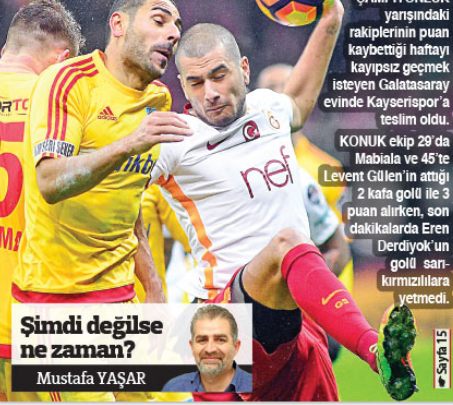 ŞAMPİYONLUK
yarışındaki
rakiplerinin puan
kaybettiği haftayı
kayıpsız geçmek
isteyen Galatasaray
evinde Kayserispor'a
teslim oldu.
KONUK ekip 29'da
Mabiala ve 45'te
Levent Gülen'in attığı
2 kafa golü ile 3
puan alırken, son
dakikalarda Eren
Derdiyok'un
golü sarı-
kırmızılılara
yetmedi.
Sayfa 15
Şimdi değilse
ne zaman?
Mustafa YAŞAR
nef